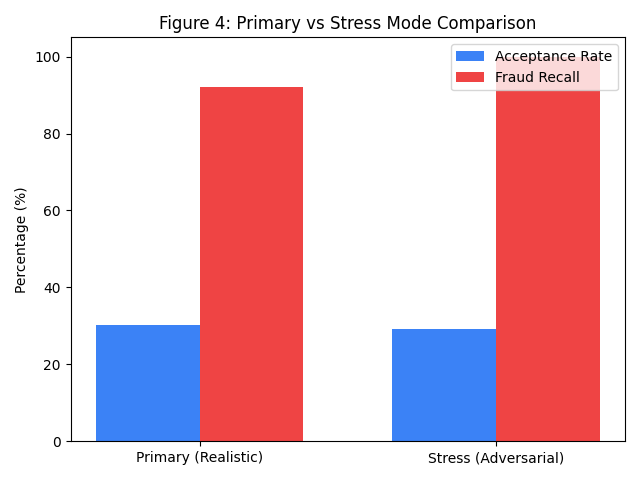 Figure 4: Primary vs Stress Mode Comparison
Acceptance Rate
Fraud Recall
Percentage (%)
100
80
60
40
20
0
Primary (Realistic)
Stress (Adversarial)